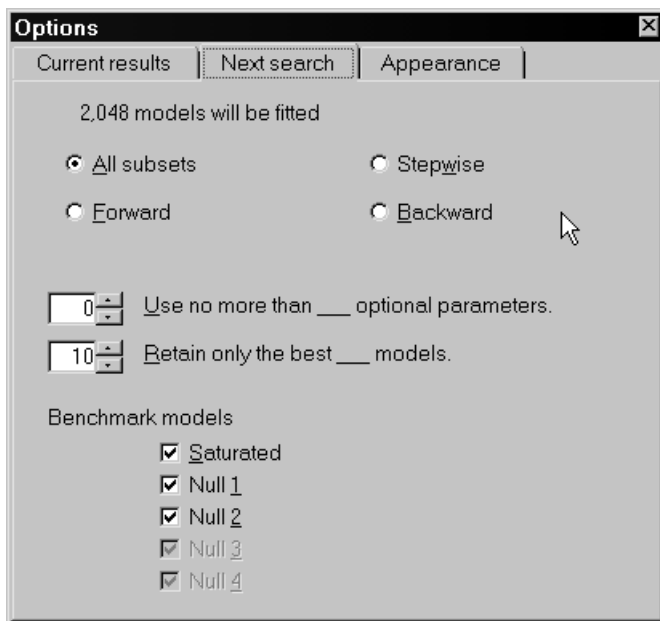 Options
Current results Next search Appearance
2,048 models will be fitted
All subsets Stepwise
Forward Backward
0 Use no more than ___ optional parameters.
10 Retain only the best ___ models.
Benchmark models
Saturated
Null 1
Null 2
Null 3
Null 4